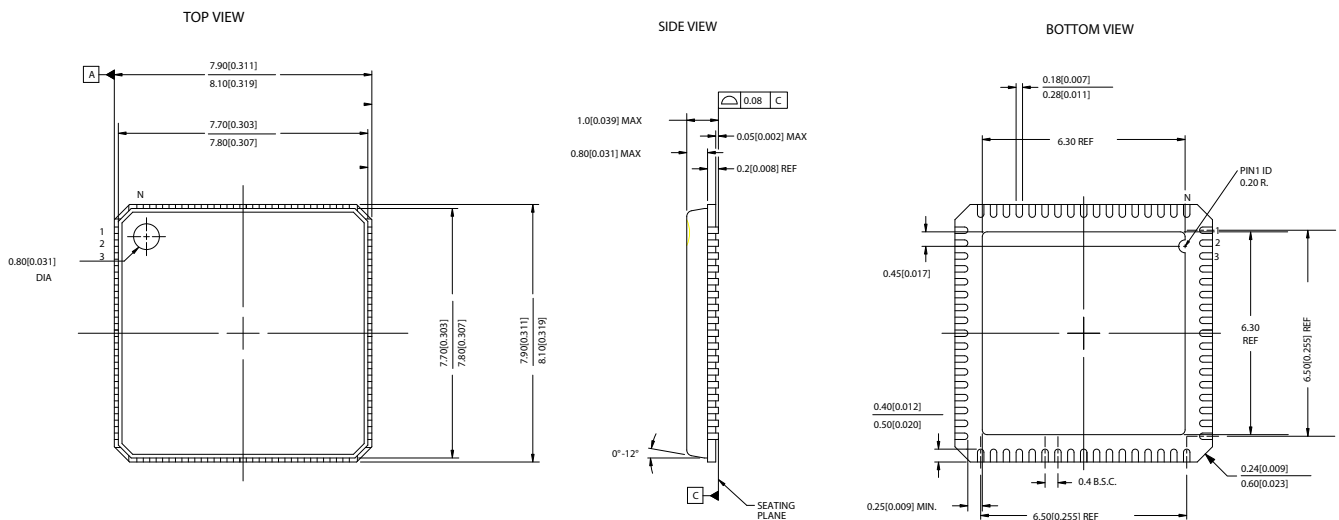 TOP VIEW
SIDE VIEW
BOTTOM VIEW
A
7.90[0.311]
8.10[0.319]
7.70[0.303]
7.80[0.307]
N
1
2
3
0.80[0.031]
DIA
7.70[0.303]
7.80[0.307]
7.90[0.311]
8.10[0.319]
0.08 C
1.0[0.039] MAX
0.05[0.002] MAX
0.80[0.031] MAX
0.2[0.008] REF
0°-12°
C
SEATING
PLANE
0.18[0.007]
0.28[0.011]
6.30 REF
PIN1 ID
0.20 R.
N
1
2
3
0.45[0.017]
6.30
REF
6.50[0.255] REF
0.40[0.012]
0.50[0.020]
0.4 B.S.C.
0.24[0.009]
0.60[0.023]
0.25[0.009] MIN.
6.50[0.255] REF